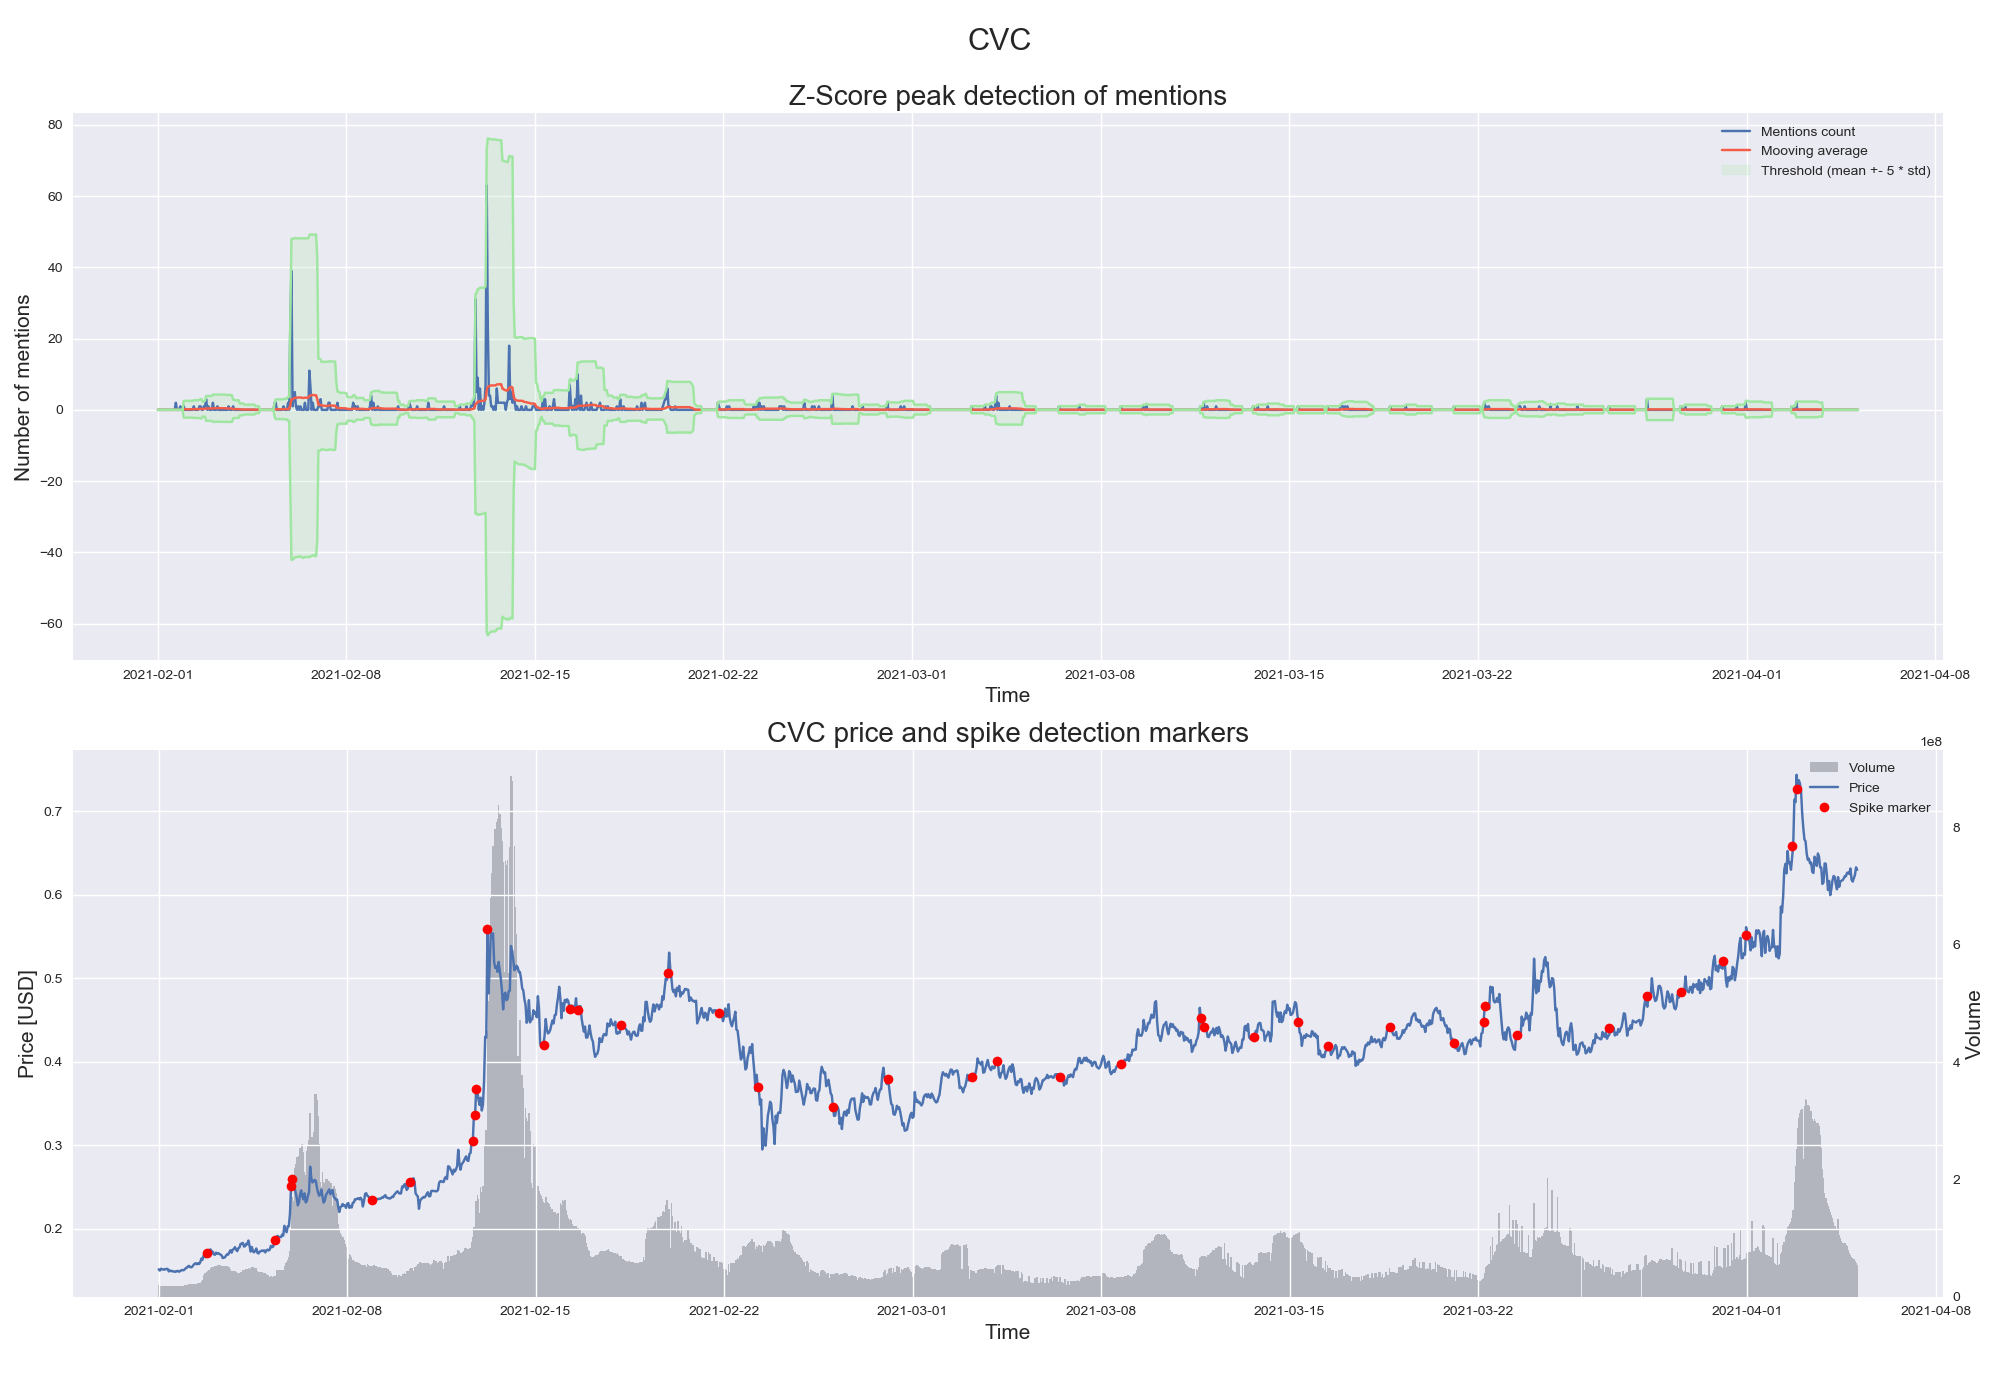 CVC
Z-Score peak detection of mentions
80
60
40
20
0
−20
−40
−60
Number of mentions
Mentions count
Mooving average
Threshold (mean +- 5 * std)
2021-02-01 2021-02-08 2021-02-15 2021-02-22 2021-03-01 2021-03-08 2021-03-15 2021-03-22 2021-04-01 2021-04-08
Time
CVC price and spike detection markers
1e8
0.7
0.6
0.5
0.4
0.3
0.2
Price [USD]
Volume
Price
Spike marker
8
6
4
2
0
Volume
2021-02-01 2021-02-08 2021-02-15 2021-02-22 2021-03-01 2021-03-08 2021-03-15 2021-03-22 2021-04-01 2021-04-08
Time